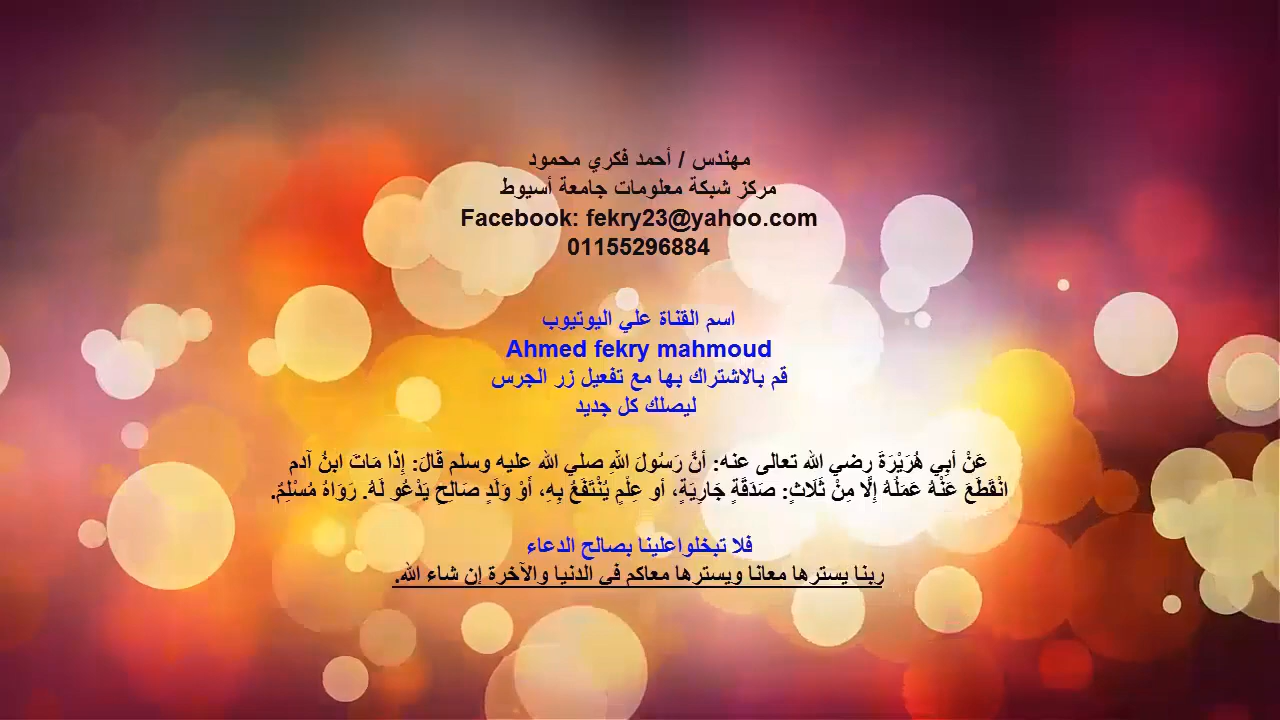 مهندس / أحمد فكري محمود
مركز شبكة معلومات جامعة أسيوط
Facebook: fekry23@yahoo.com
01155296884
اسم القناة علي اليوتيوب
Ahmed fekry mahmoud
قم بالاشتراك بها مع تفعيل زر الجرس
ليصلك كل جديد
عَنْ أَبِي هُرَيْرَةَ رضي الله تعالى عنه: أنَّ رَسُولَ اللهِ صلي الله عليه وسلم قَالَ: إِذَا مَاتَ ابنُ آدم
انْقَطَعَ عَنْهُ عَمَلُهُ إِلَّا مِنْ ثَلَاثٍ: صَدَقَةٍ جَارِيَةٍ، أو عِلْمٍ يُنْتَفَعُ بِهِ، أَوْ وَلَدٍ صَالِحٍ يَدْعُو لَهُ. رَوَاهُ مُسْلِمٌ.
فلا تبخلواعلينا بصالح الدعاء
ربنا يسترها معانا ويسترها معاكم في الدنيا والآخرة إن شاء الله.